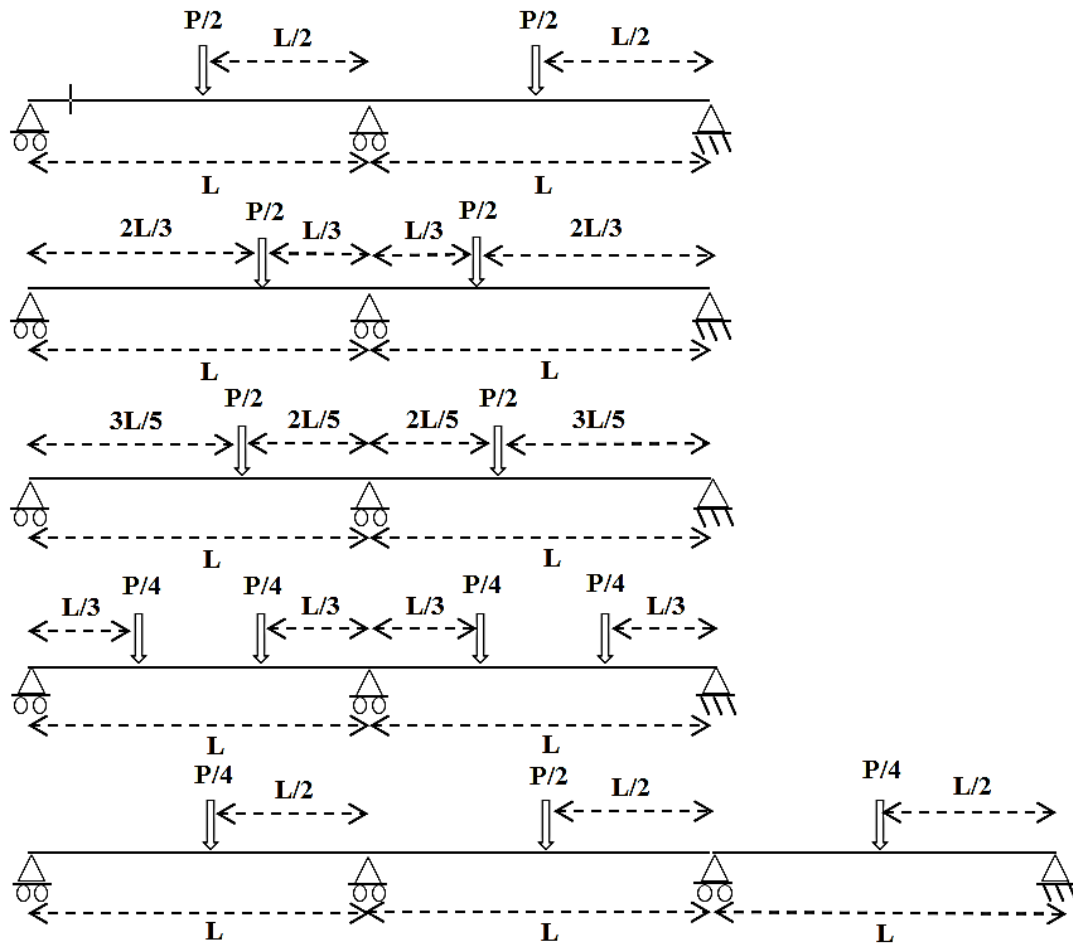 P/2 P/2
L/2 L/2
L L
P/2 P/2
2L/3 L/3 L/3 2L/3
L L
P/2 P/2
3L/5 2L/5 2L/5 3L/5
L L
P/4 P/4 P/4 P/4
L/3 L/3 L/3 L/3
L L
P/4 P/2 P/4
L/2 L/2 L/2
L L L